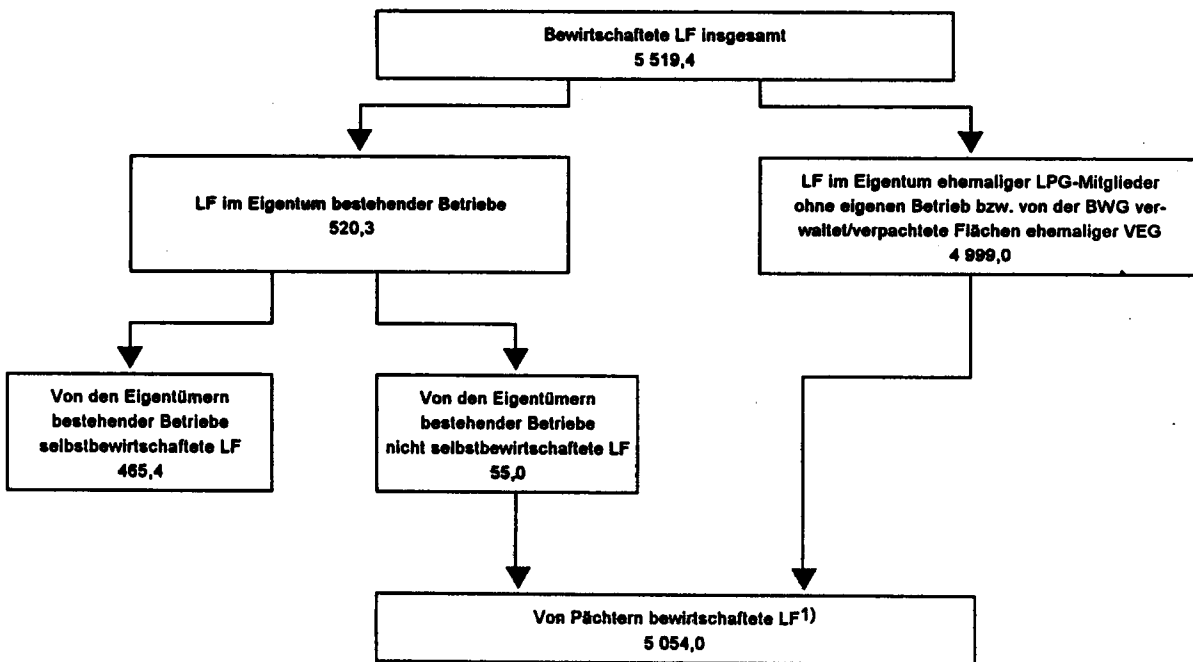 Bewirtschaftete LF insgesamt
5 519,4
LF im Eigentum bestehender Betriebe
520,3
LF im Eigentum ehemaliger LPG-Mitglieder
ohne eigenen Betrieb bzw. von der BWG ver-
waltet/verpachtete Flächen ehemaliger VEG
4 999,0
Von den Eigentümern
bestehender Betriebe
selbstbewirtschaftete LF
465,4
Von den Eigentümern
bestehender Betriebe
nicht selbstbewirtschaftete LF
55,0
Von Pächtern bewirtschaftete LF1)
5 054,0